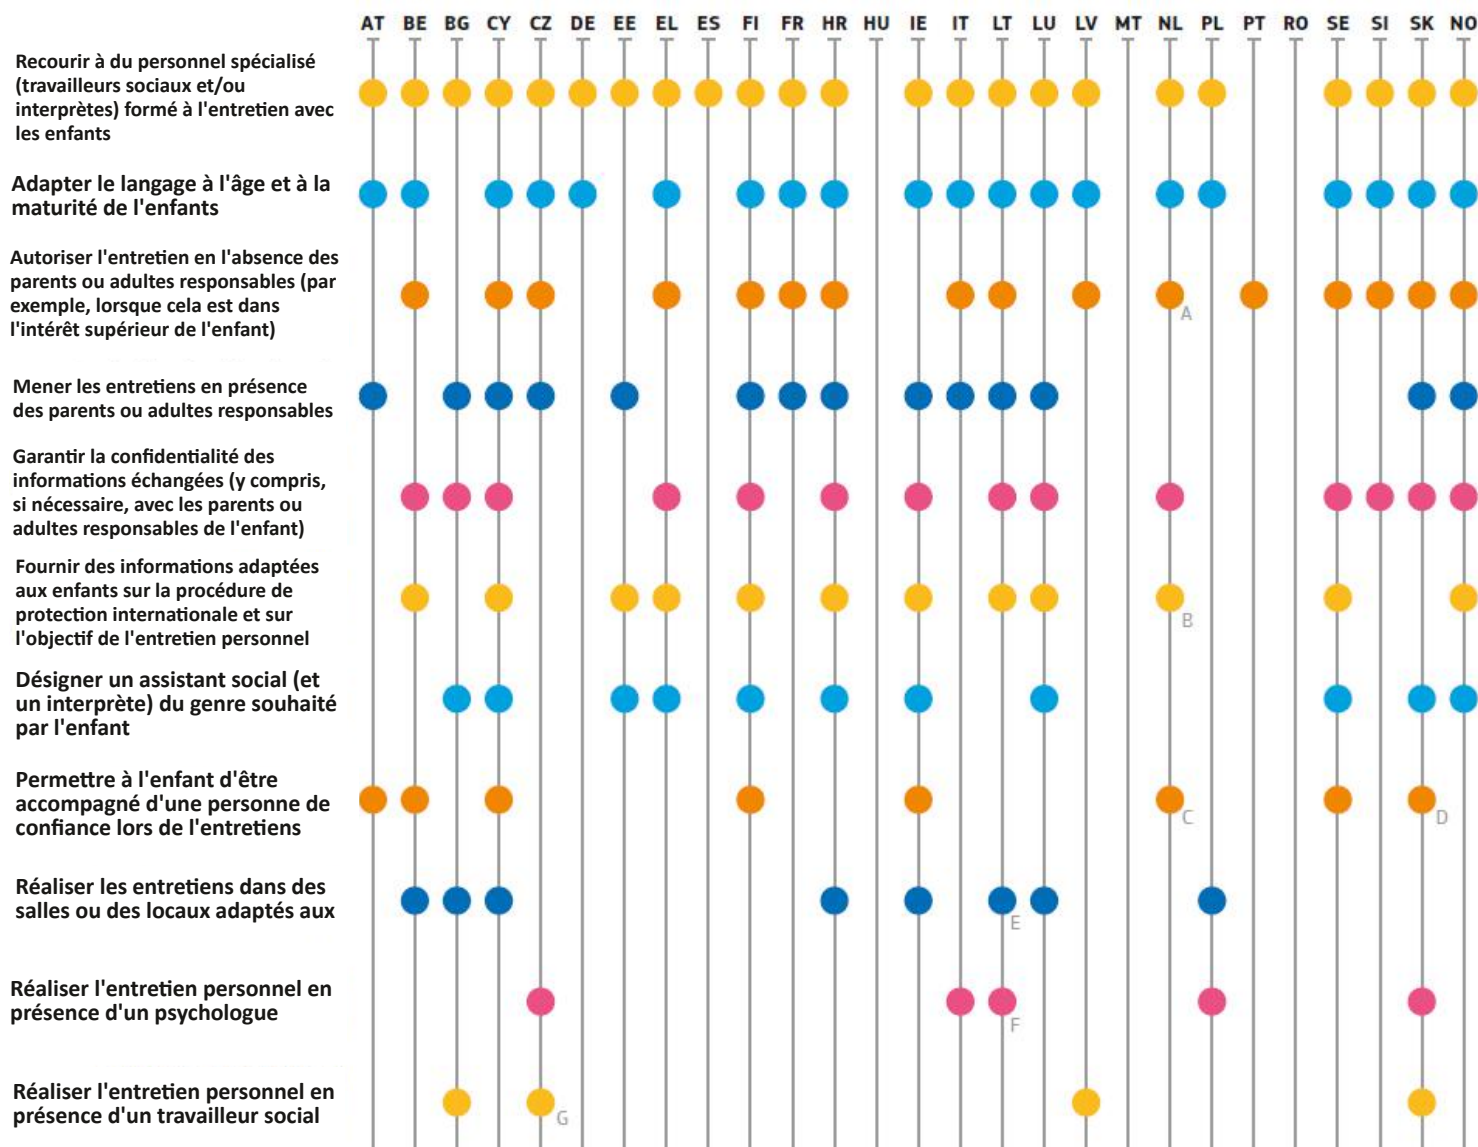 AT BE BG CY CZ DE EE EL ES FI FR HR HU IE IT LT LU LV MT NL PL PT RO SE SI SK NO
Recourir à du personnel spécialisé
(travailleurs sociaux et/ou
interprètes) formé à l'entretien avec
les enfants
Adapter le langage à l'âge et à la
maturité de l'enfants
Autoriser l'entretien en l'absence des
parents ou adultes responsables (par
exemple, lorsque cela est dans
l'intérêt supérieur de l'enfant)
A
Mener les entretiens en présence
des parents ou adultes responsables
Garantir la confidentialité des
informations échangées (y compris,
si nécessaire, avec les parents ou
adultes responsables de l'enfant)
Fournir des informations adaptées
aux enfants sur la procédure de
protection internationale et sur
l'objectif de l'entretien personnel
B
Désigner un assistant social (et
un interprète) du genre souhaité
par l'enfant
Permettre à l'enfant d'être
accompagné d'une personne de
confiance lors de l'entretiens
C D
Réaliser les entretiens dans des
salles ou des locaux adaptés aux
E
Réaliser l'entretien personnel en
présence d'un psychologue
F
Réaliser l'entretien personnel en
présence d'un travailleur social
G